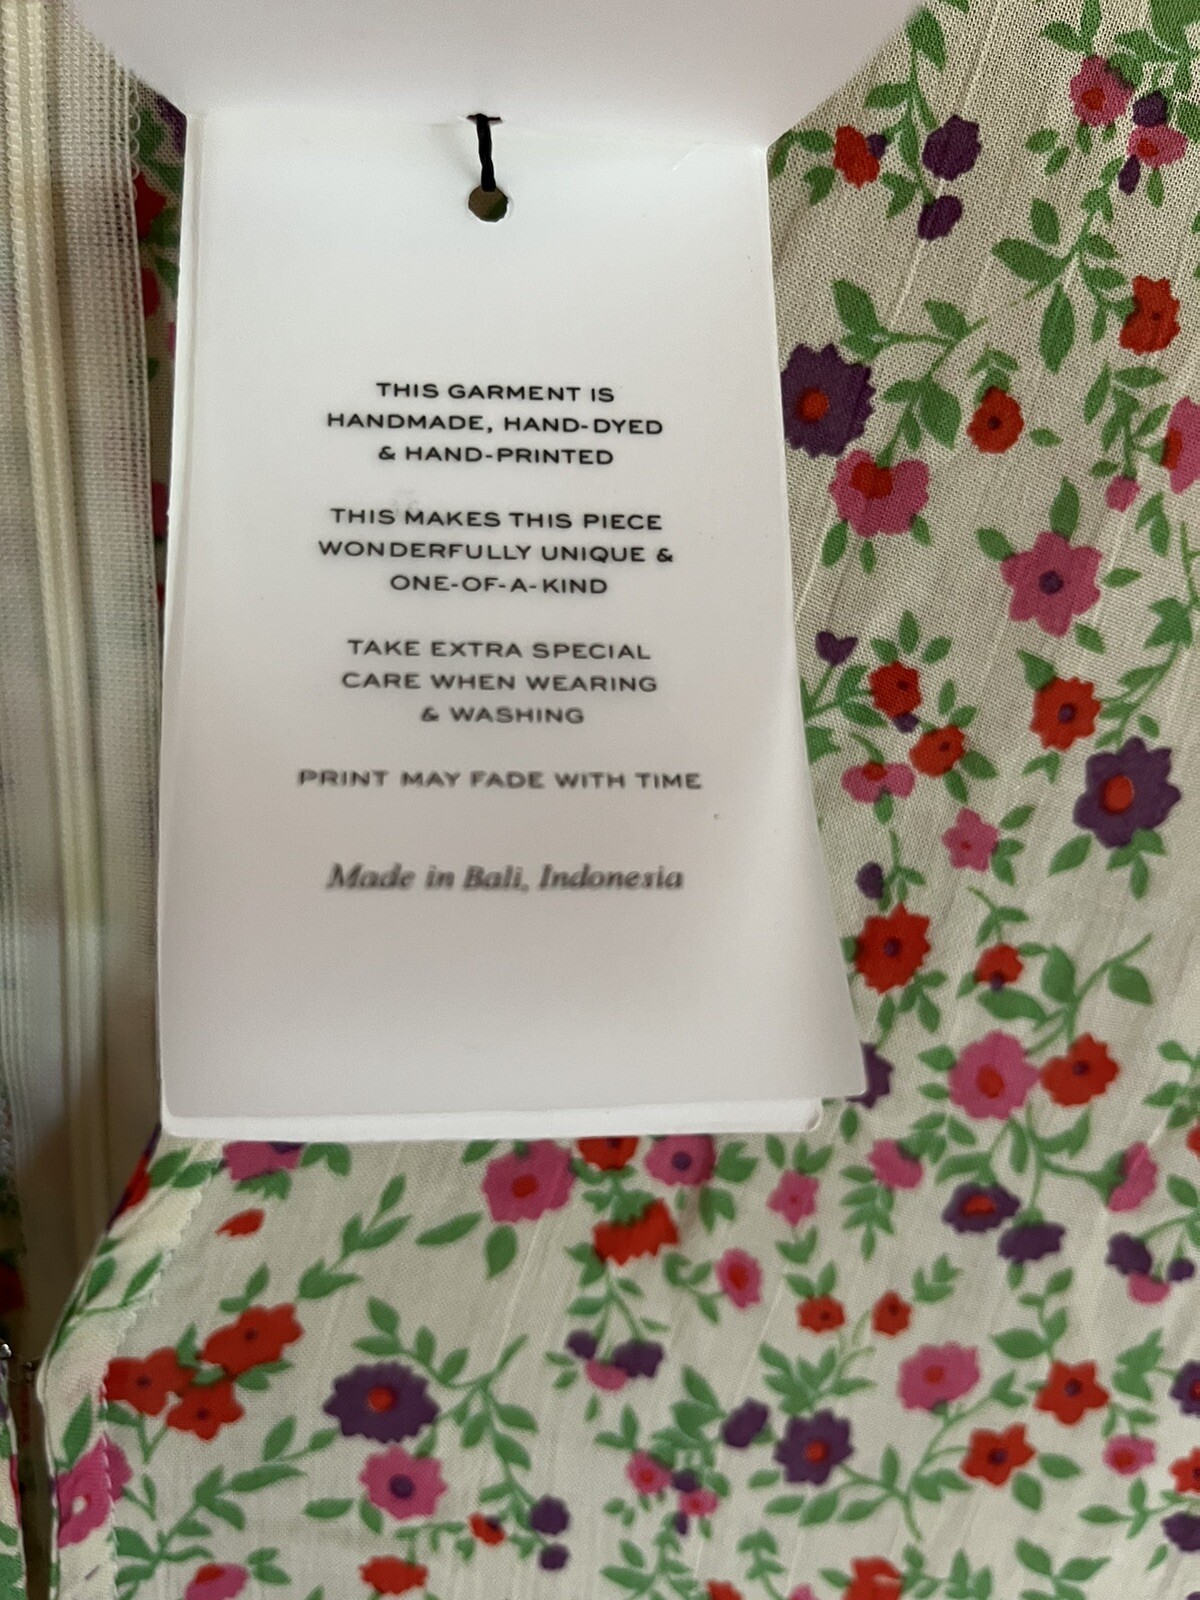 THIS GARMENT IS
HANDMADE, HAND-DYED
& HAND-PRINTED
THIS MAKES THIS PIECE
WONDERFULLY UNIQUE &
ONE-OF-A-KIND
TAKE EXTRA SPECIAL
CARE WHEN WEARING
& WASHING
PRINT MAY FADE WITH TIME
Made in Bali, Indonesia